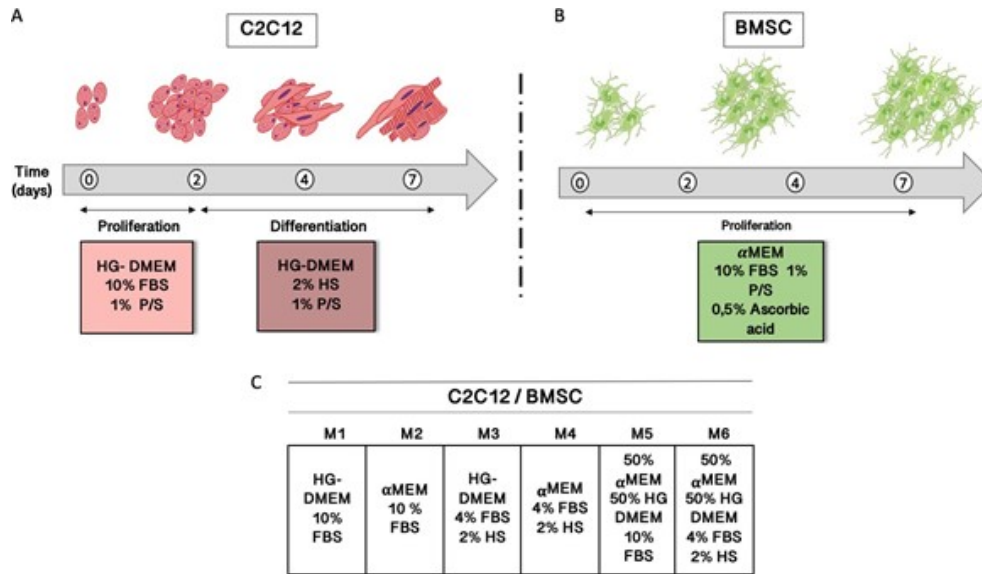 A
C2C12
Time
(days)
0 2 4 7
Proliferation
Differentiation
HG- DMEM
10% FBS
1% P/S
HG-DMEM
2% HS
1% P/S
B
BMSC
0 2 4 7
Proliferation
αMEM
10% FBS 1%
P/S
0,5% Ascorbic
acid
C
C2C12 / BMSC
M1 M2 M3 M4 M5 M6
HG-
DMEM
10%
FBS
αMEM
10 %
FBS
HG-
DMEM
4% FBS
2% HS
αMEM
4% FBS
2% HS
50%
αMEM
50% HG
DMEM
10%
FBS
50%
αMEM
50% HG
DMEM
4% FBS
2% HS